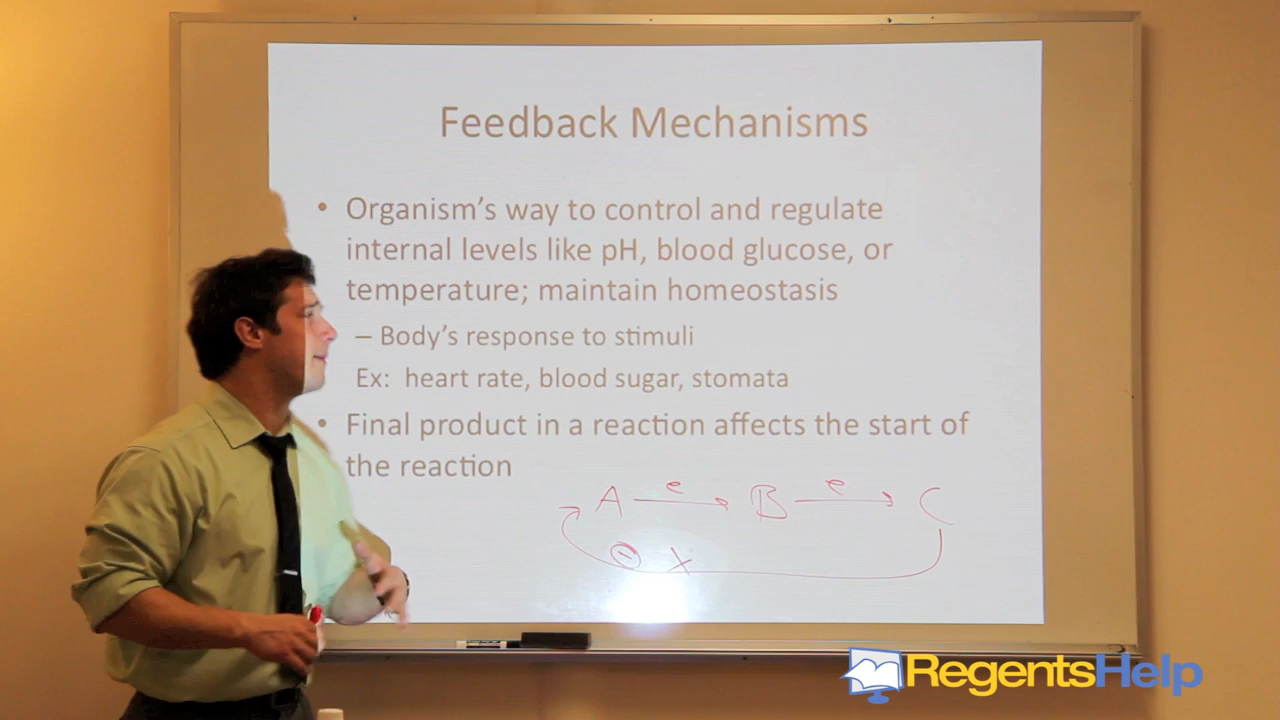 Feedback Mechanisms
• Organism's way to control and regulate
internal levels like pH, blood glucose, or
temperature; maintain homeostasis
– Body's response to stimuli
Ex: heart rate, blood sugar, stomata
• Final product in a reaction affects the start of
the reaction
A e B e C
- X
RegentsHelp